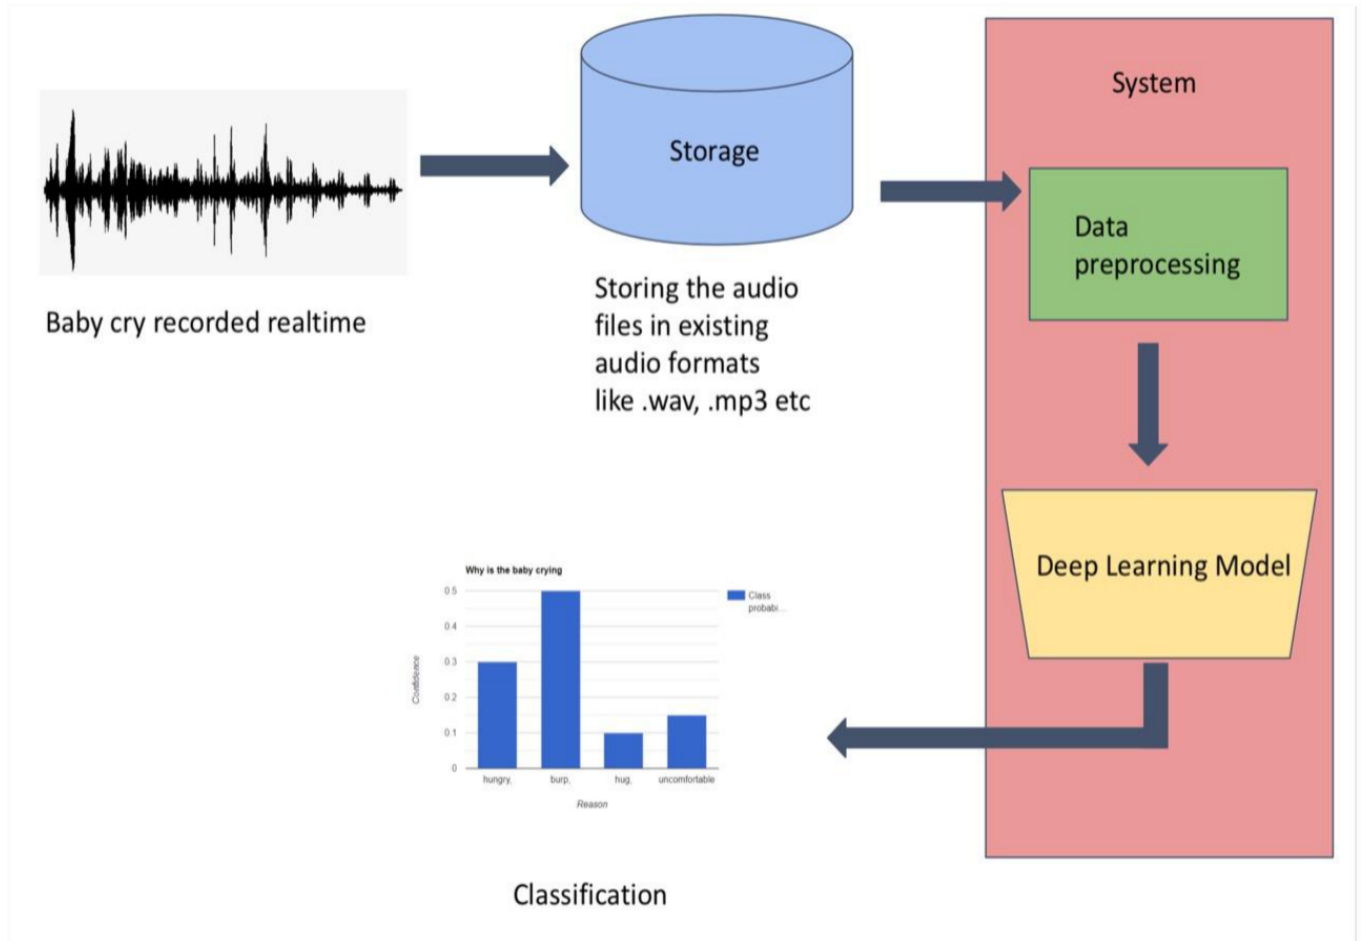 System
Storage
Data
preprocessing
Baby cry recorded realtime
Storing the audio
files in existing
audio formats
like .wav, .mp3 etc
Deep Learning Model
Why is the baby crying
Class
probabi...
0.5
0.4
0.3
0.2
0.1
0
Confidence
hungry, burp, hug, uncomfortable
Reason
Classification